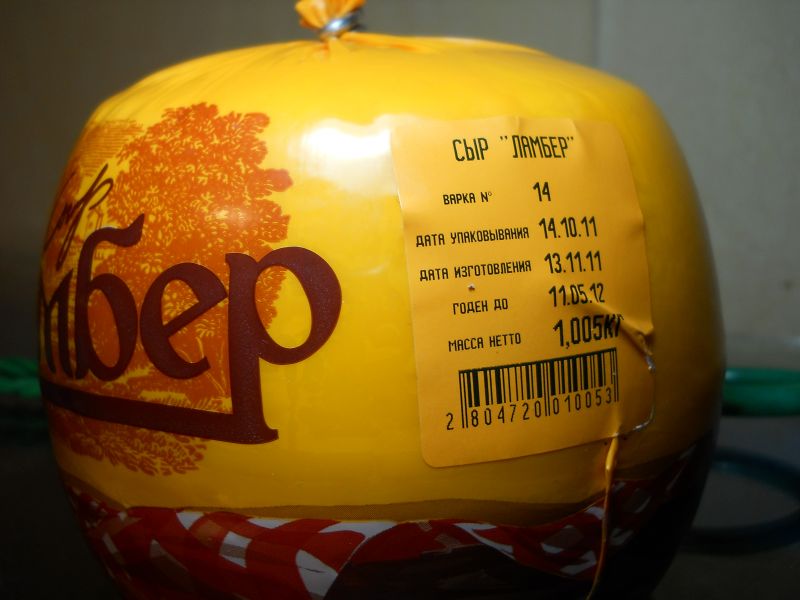 Сыр
мбер
СЫР "ЛАМБЕР"
ВАРКА N° 14
ДАТА УПАКОВЫВАНИЯ 14.10.11
ДАТА ИЗГОТОВЛЕНИЯ 13.11.11
ГОДЕН ДО 11.05.12
МАССА НЕТТО 1,005КГ
2 804720 010053